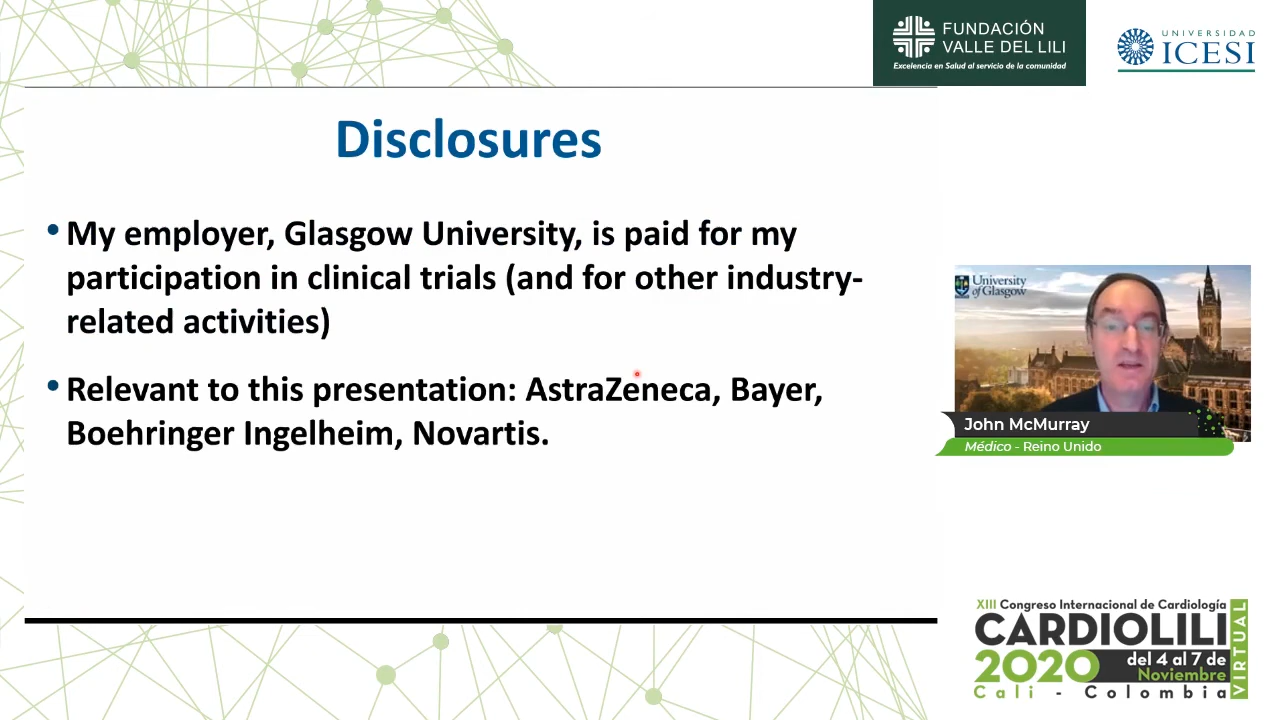 FUNDACIÓN
VALLE DEL LILI
Excelencia en Salud al servicio de la comunidad
UNIVERSIDAD
ICESI
Disclosures
• My employer, Glasgow University, is paid for my
participation in clinical trials (and for other industry-
related activities)
• Relevant to this presentation: AstraZeneca, Bayer,
Boehringer Ingelheim, Novartis.
University
of Glasgow
John McMurray
Médico - Reino Unido
XIII Congreso Internacional de Cardiología
CARDIOLILI
2020 del 4 al 7 de
Noviembre
VIRTUAL
Cali - Colombia